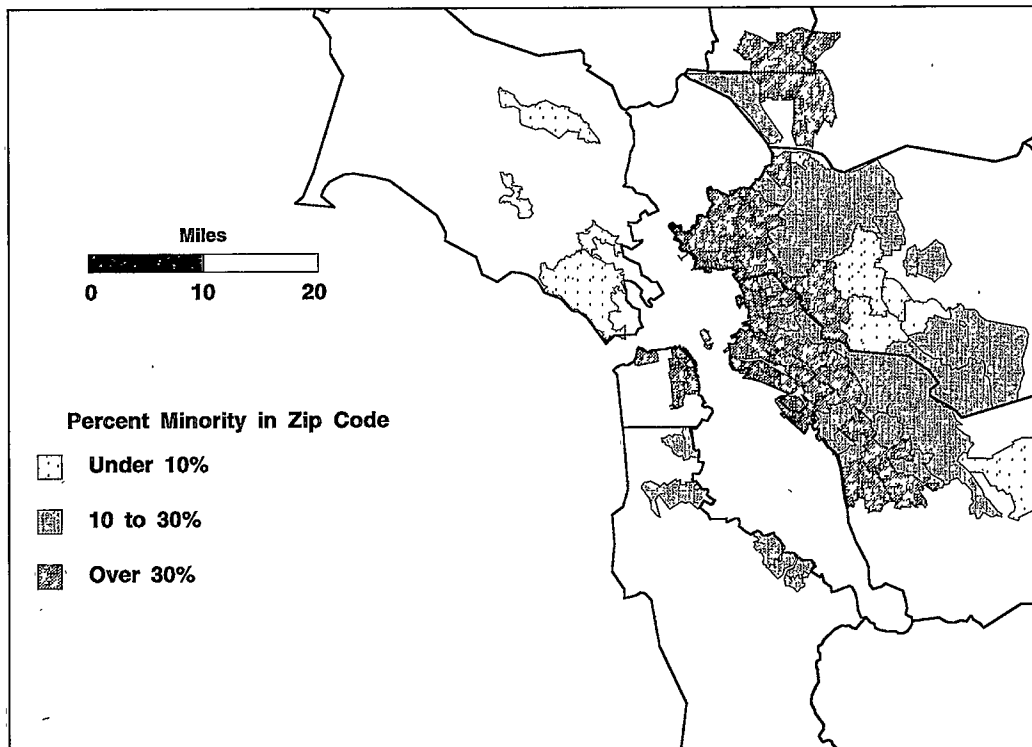 Miles
0 10 20
Percent Minority in Zip Code
Under 10%
10 to 30%
Over 30%